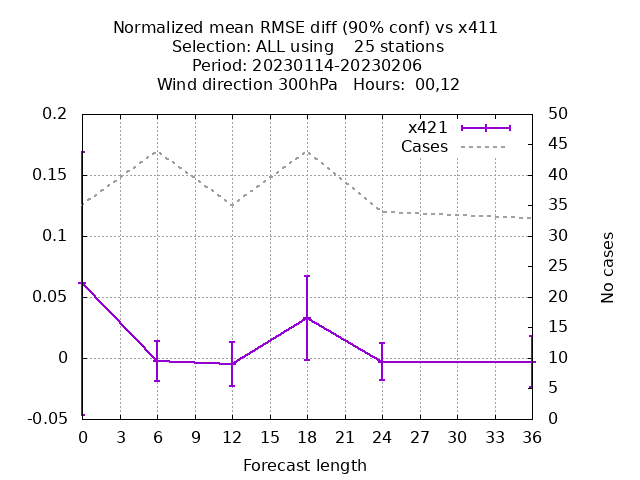 Normalized mean RMSE diff (90% conf) vs x411
Selection: ALL using    25 stations
Period: 20230114-20230206
Wind direction 300hPa   Hours:  00,12
x421
Cases
0.2
0.15
0.1
0.05
0
-0.05
50
45
40
35
30
25
20
15
10
5
0
No cases
0 3 6 9 12 15 18 21 24 27 30 33 36
Forecast length